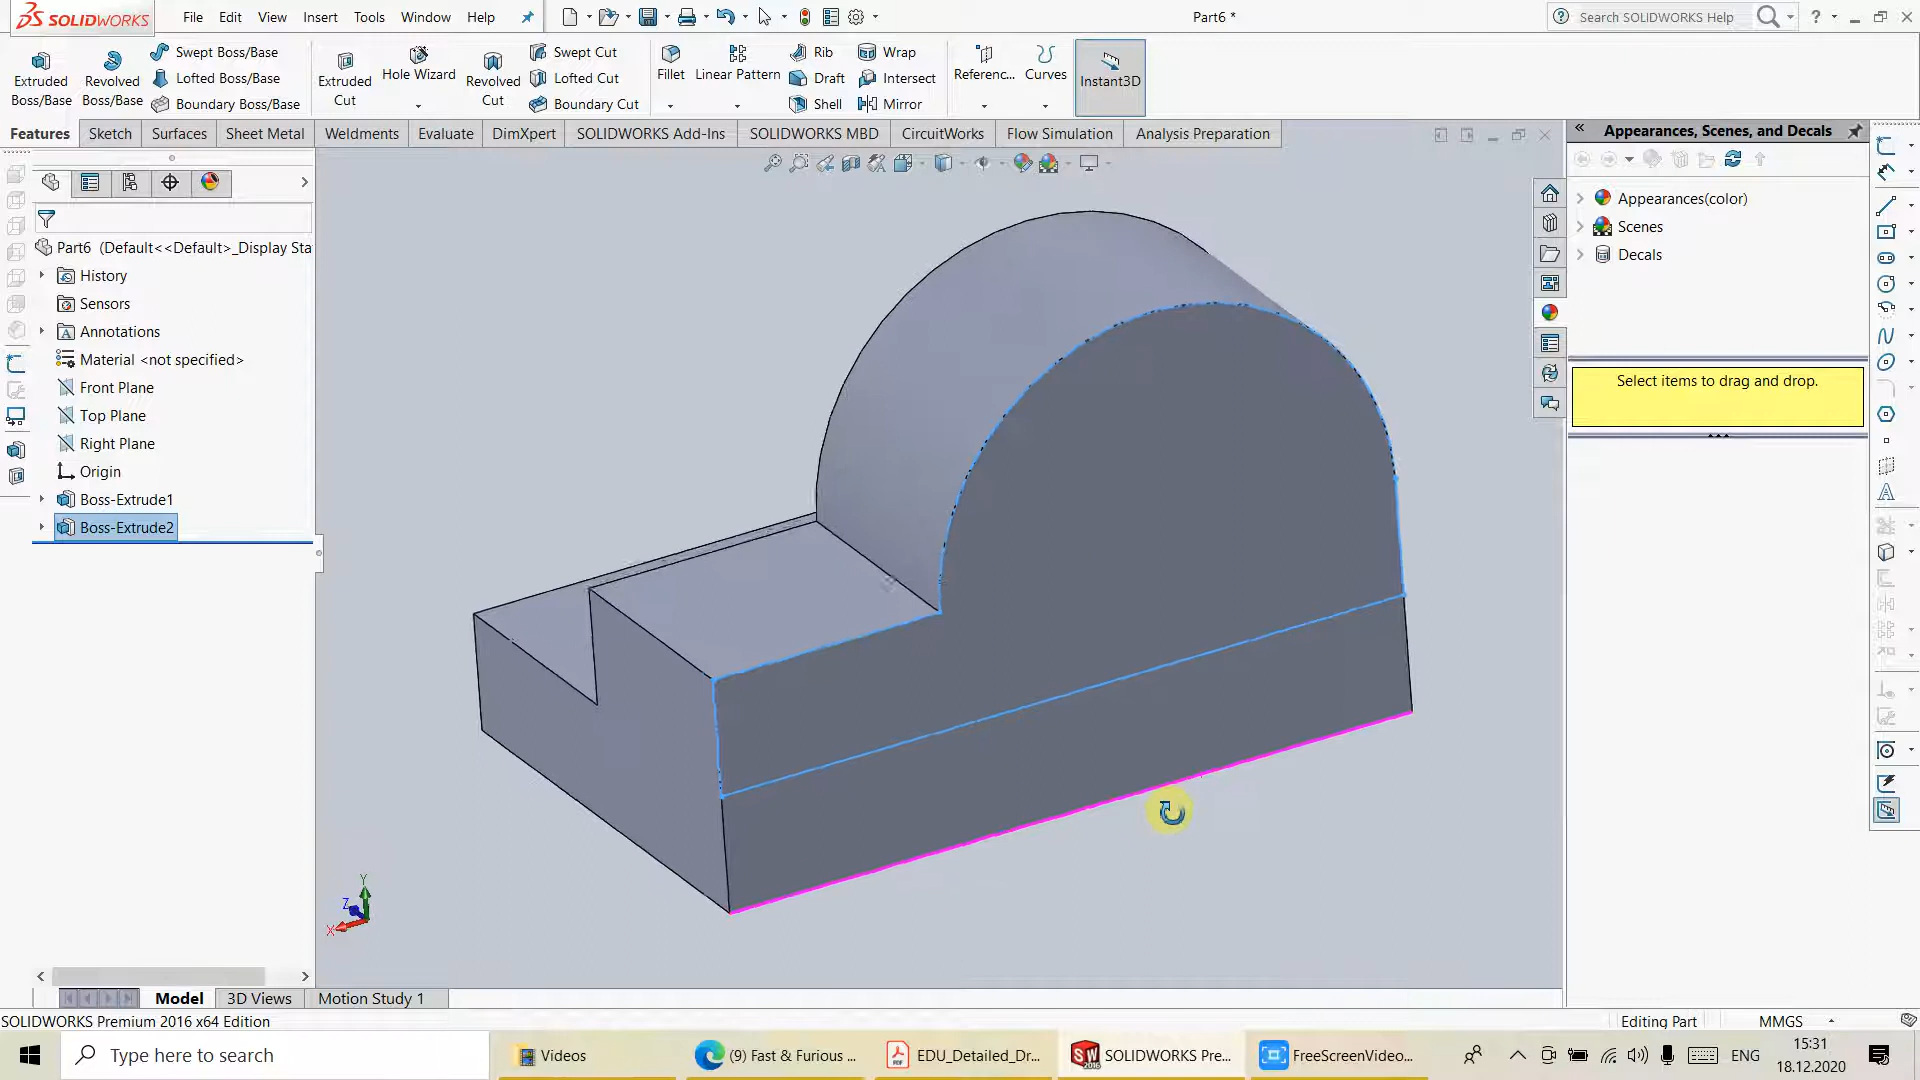 SOLIDWORKS File Edit View Insert Tools Window Help Part6 * Search SOLIDWORKS Help ?
Extruded Boss/Base
Revolved Boss/Base
Swept Boss/Base
Lofted Boss/Base
Boundary Boss/Base
Extruded Cut
Hole Wizard
Revolved Cut
Swept Cut
Lofted Cut
Boundary Cut
Fillet
Linear Pattern
Rib
Draft
Shell
Wrap
Intersect
Mirror
Referenc...
Curves
Instant3D
Features Sketch Surfaces Sheet Metal Weldments Evaluate DimXpert SOLIDWORKS Add-Ins SOLIDWORKS MBD CircuitWorks Flow Simulation Analysis Preparation
Part6 (Default<<Default>_Display Sta
History
Sensors
Annotations
Material <not specified>
Front Plane
Top Plane
Right Plane
Origin
Boss-Extrude1
Boss-Extrude2
Y
Z
X
Appearances, Scenes, and Decals
Appearances(color)
Scenes
Decals
Select items to drag and drop.
Model 3D Views Motion Study 1
SOLIDWORKS Premium 2016 x64 Edition Editing Part MMGS
Type here to search Videos (9) Fast & Furious ... EDU_Detailed_Dr... SOLIDWORKS Pre... FreeScreenVideo... ENG 15:31
18.12.2020